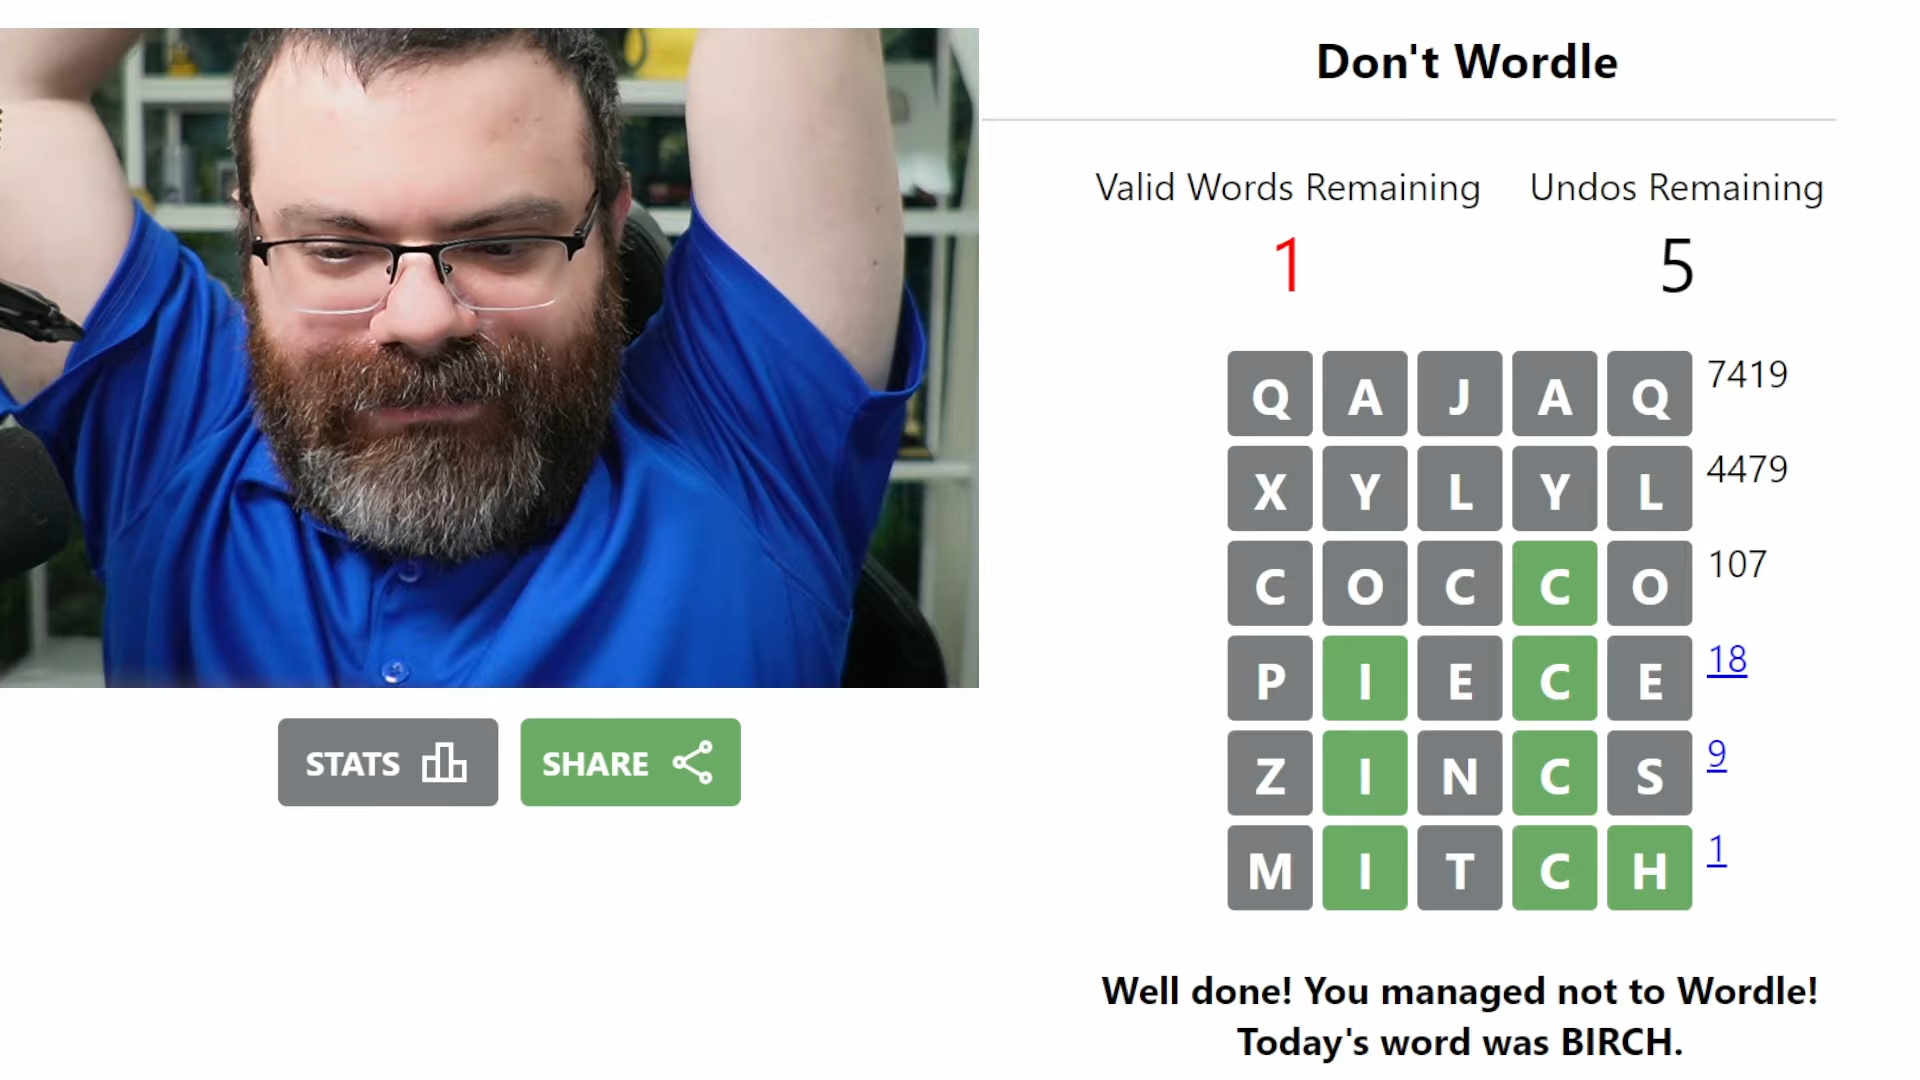 Don't Wordle
Valid Words Remaining
Undos Remaining
1
5
Q A J A Q 7419
X Y L Y L 4479
C O C C O 107
P I E C E 18
Z I N C S 9
M I T C H 1
STATS
SHARE
Well done! You managed not to Wordle!
Today's word was BIRCH.